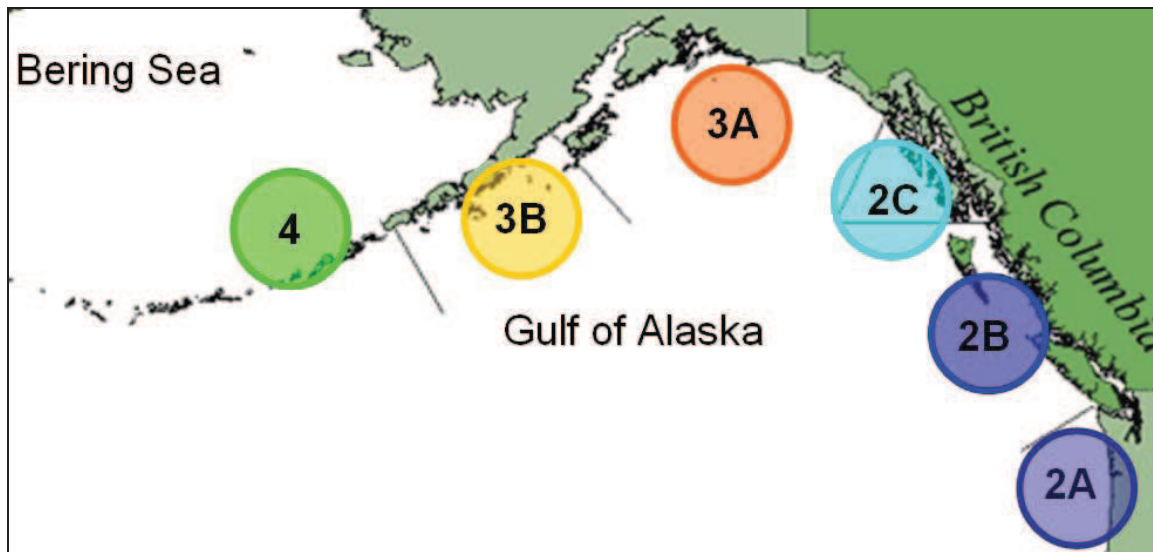 Bering Sea
3A
British Columbia
2C
4
3B
Gulf of Alaska
2B
2A